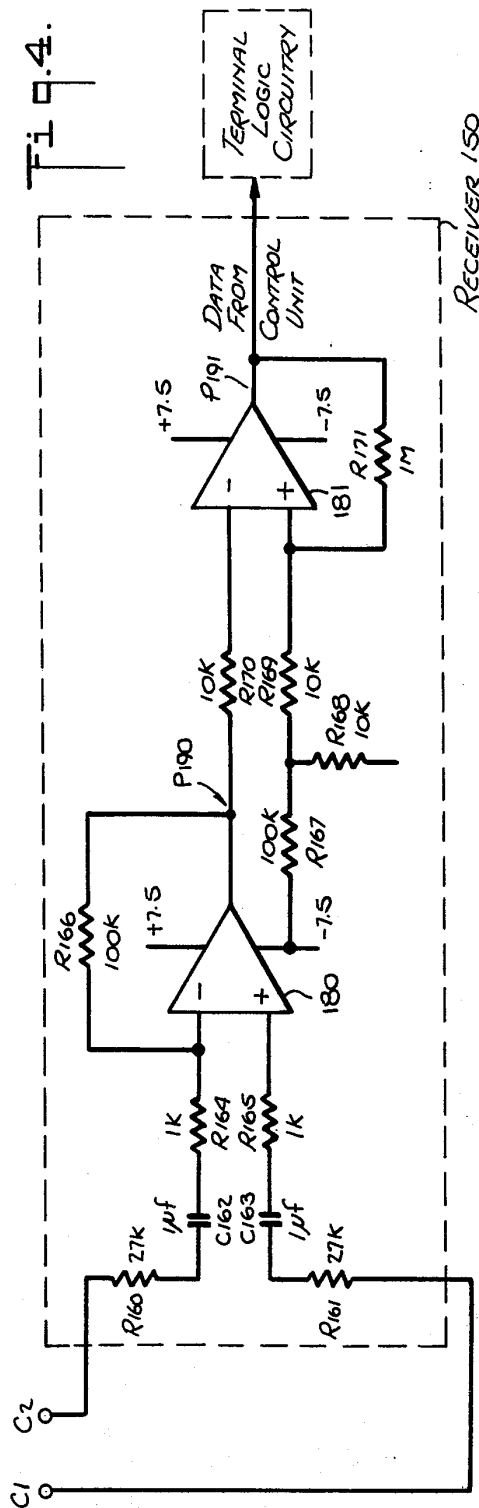 Fig.4.
C1
C2
R160
27K
R161
27K
1µf
C162
C163
1µf
1K
R164
R165
1K
R166
100K
+7.5
-
+
180
-7.5
P190
100K
R167
R168
10K
10K
R170
R169
10K
+7.5
-
+
181
-7.5
P191
R171
1M
DATA
FROM
CONTROL
UNIT
TERMINAL
LOGIC
CIRCUITRY
RECEIVER 150